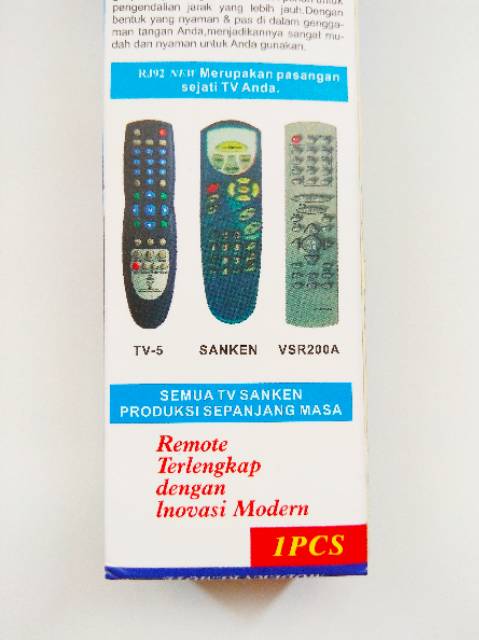 pengendalian jarak yang lebih jauh.Dengan
bentuk yang nyaman & pas di dalam gengga-
man tangan Anda,menjadikannya sangat mu-
dah dan nyaman untuk Anda gunakan.
RJ92 NEW Merupakan pasangan
sejati TV Anda.
TV-5 SANKEN VSR200A
SEMUA TV SANKEN
PRODUKSI SEPANJANG MASA
Remote
Terlengkap
dengan
Inovasi Modern
1PCS